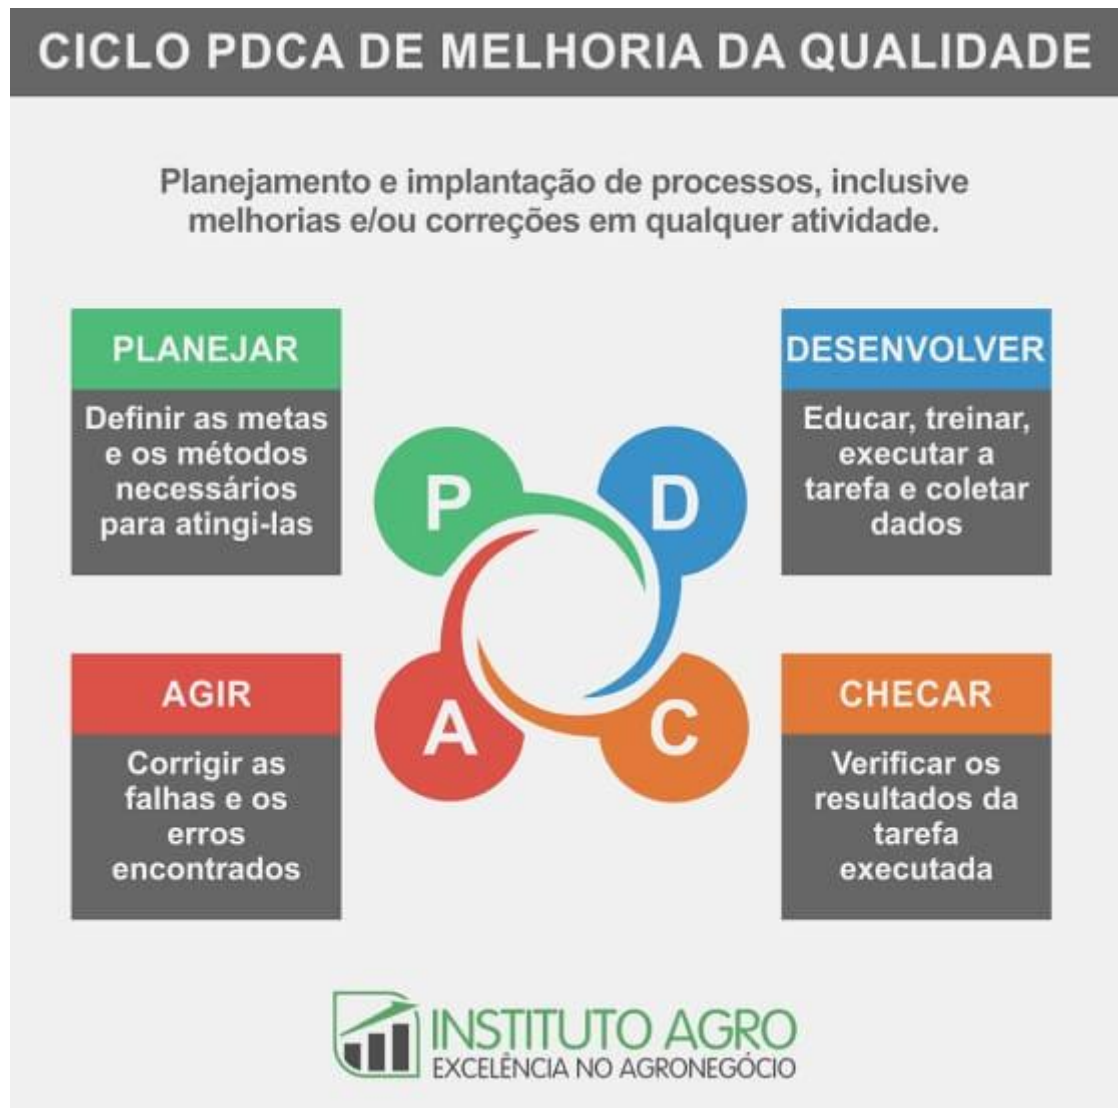 CICLO PDCA DE MELHORIA DA QUALIDADE
Planejamento e implantação de processos, inclusive
melhorias e/ou correções em qualquer atividade.
PLANEJAR
Definir as metas
e os métodos
necessários
para atingi-las
DESENVOLVER
Educar, treinar,
executar a
tarefa e coletar
dados
P
D
A
C
AGIR
Corrigir as
falhas e os
erros
encontrados
CHECAR
Verificar os
resultados da
tarefa
executada
INSTITUTO AGRO
EXCELÊNCIA NO AGRONEGÓCIO